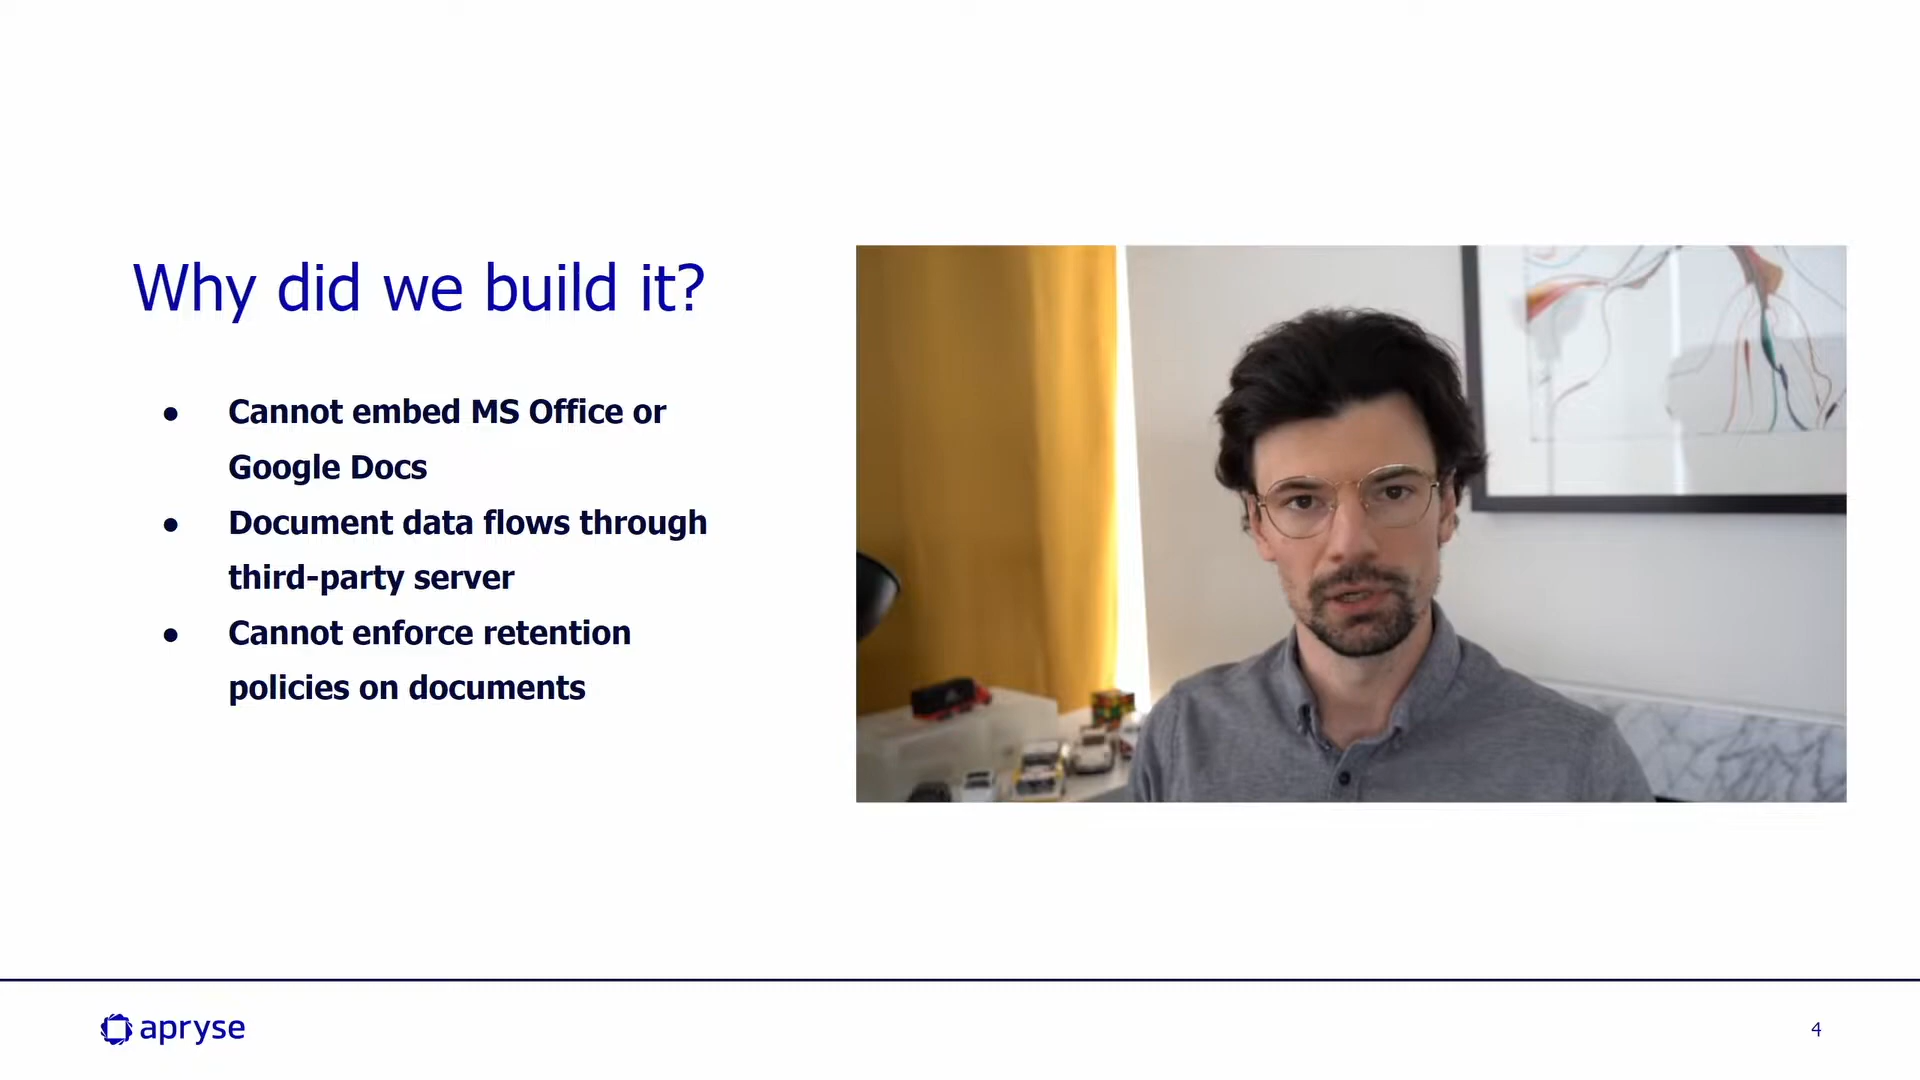 Why did we build it?
● Cannot embed MS Office or
Google Docs
● Document data flows through
third-party server
● Cannot enforce retention
policies on documents
apryse
4